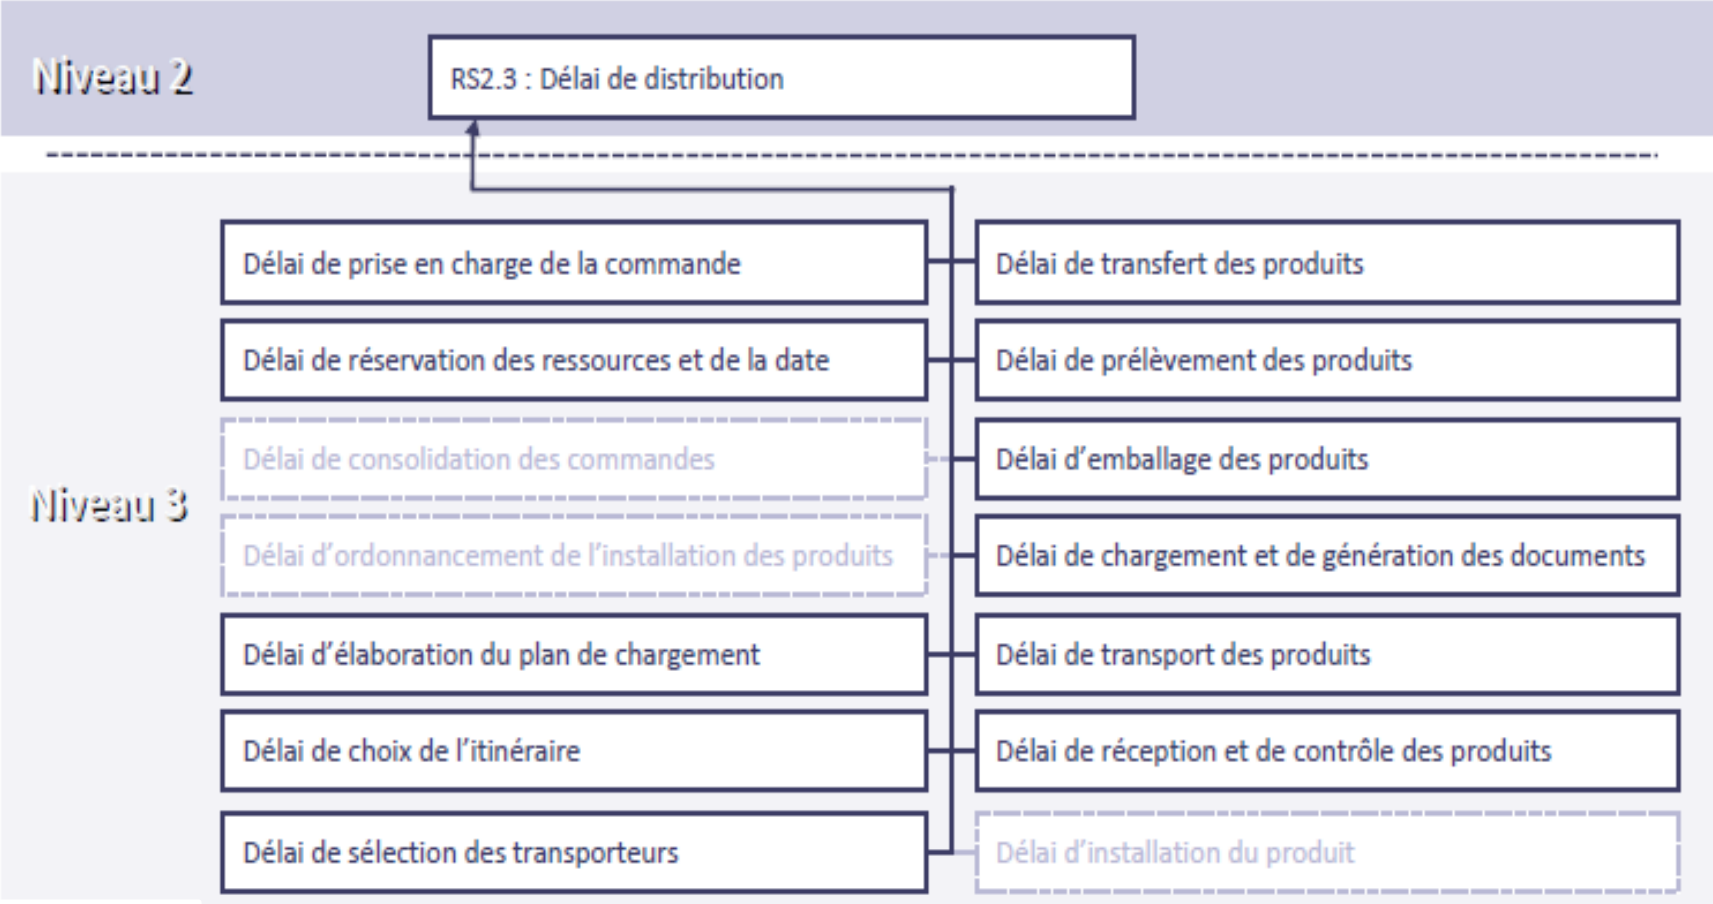 Niveau 2
RS2.3 : Délai de distribution
Niveau 3
Délai de prise en charge de la commande
Délai de réservation des ressources et de la date
Délai de consolidation des commandes
Délai d’ordonnancement de l’installation des produits
Délai d’élaboration du plan de chargement
Délai de choix de l’itinéraire
Délai de sélection des transporteurs
Délai de transfert des produits
Délai de prélèvement des produits
Délai d’emballage des produits
Délai de chargement et de génération des documents
Délai de transport des produits
Délai de réception et de contrôle des produits
Délai d’installation du produit